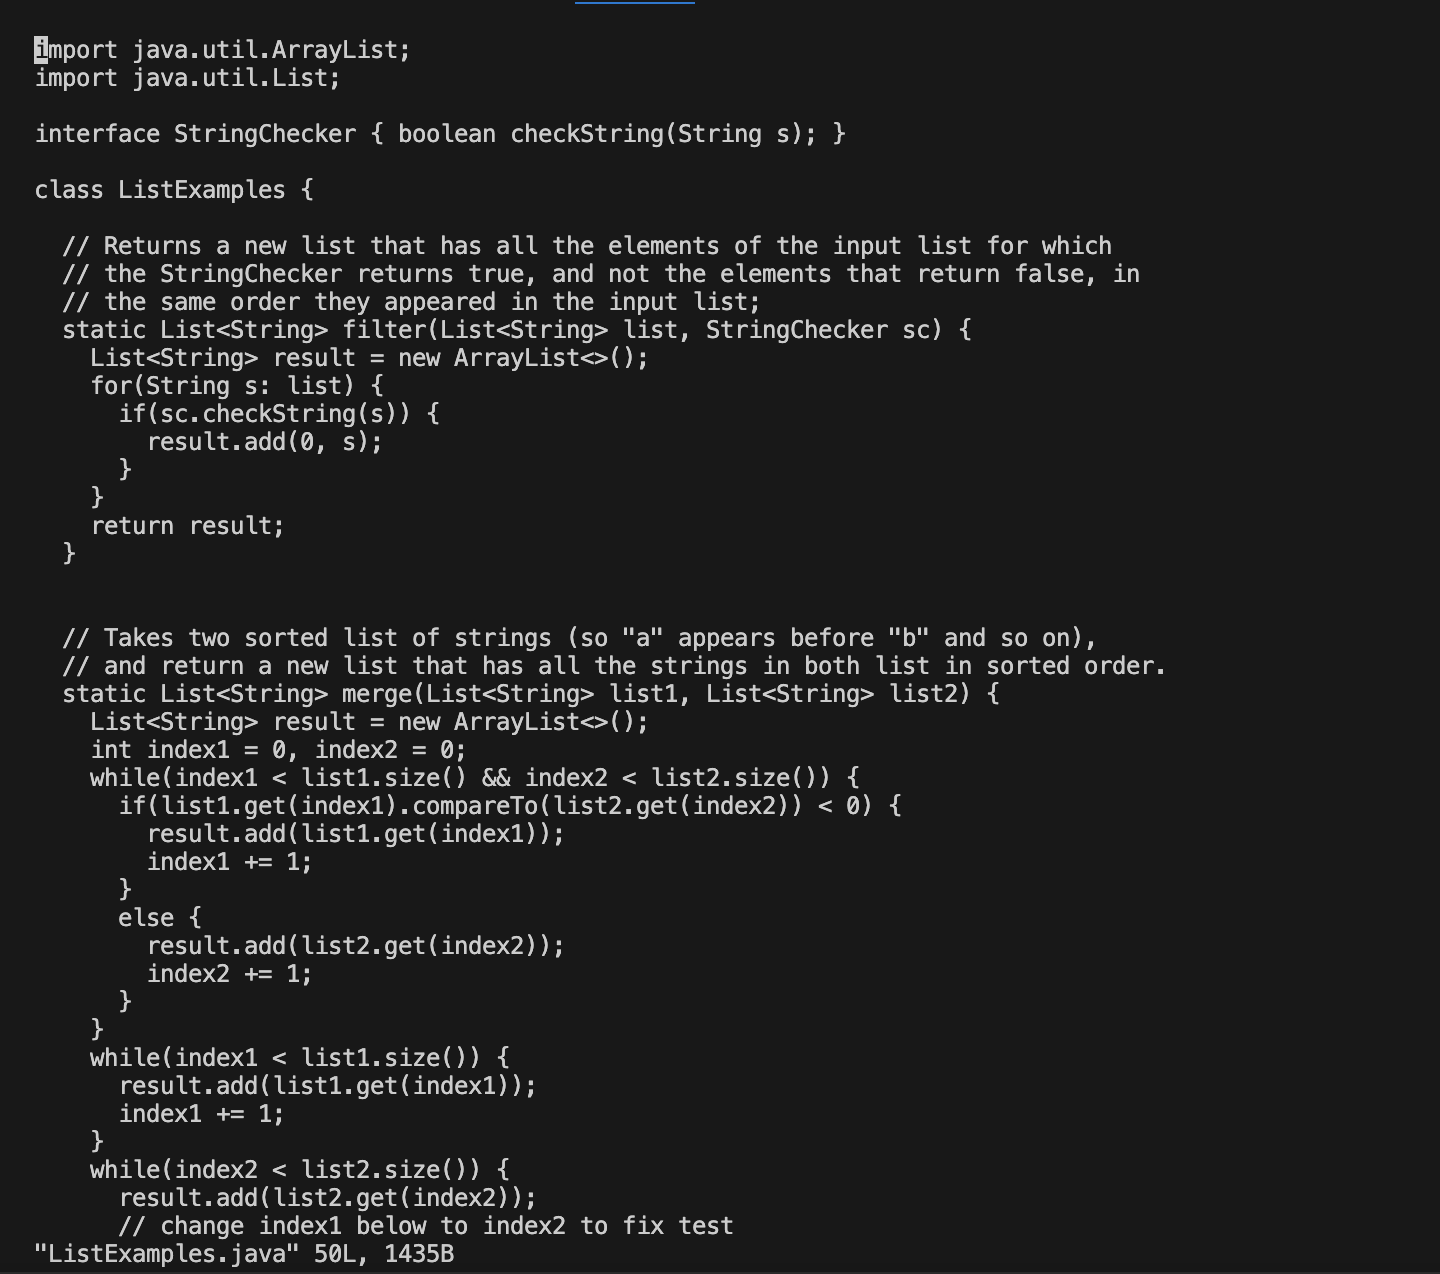 import java.util.ArrayList;
import java.util.List;

interface StringChecker { boolean checkString(String s); }

class ListExamples {

  // Returns a new list that has all the elements of the input list for which
  // the StringChecker returns true, and not the elements that return false, in
  // the same order they appeared in the input list;
  static List<String> filter(List<String> list, StringChecker sc) {
    List<String> result = new ArrayList<>();
    for(String s: list) {
      if(sc.checkString(s)) {
        result.add(0, s);
      }
    }
    return result;
  }


  // Takes two sorted list of strings (so "a" appears before "b" and so on),
  // and return a new list that has all the strings in both list in sorted order.
  static List<String> merge(List<String> list1, List<String> list2) {
    List<String> result = new ArrayList<>();
    int index1 = 0, index2 = 0;
    while(index1 < list1.size() && index2 < list2.size()) {
      if(list1.get(index1).compareTo(list2.get(index2)) < 0) {
        result.add(list1.get(index1));
        index1 += 1;
      }
      else {
        result.add(list2.get(index2));
        index2 += 1;
      }
    }
    while(index1 < list1.size()) {
      result.add(list1.get(index1));
      index1 += 1;
    }
    while(index2 < list2.size()) {
      result.add(list2.get(index2));
      // change index1 below to index2 to fix test
"ListExamples.java" 50L, 1435B